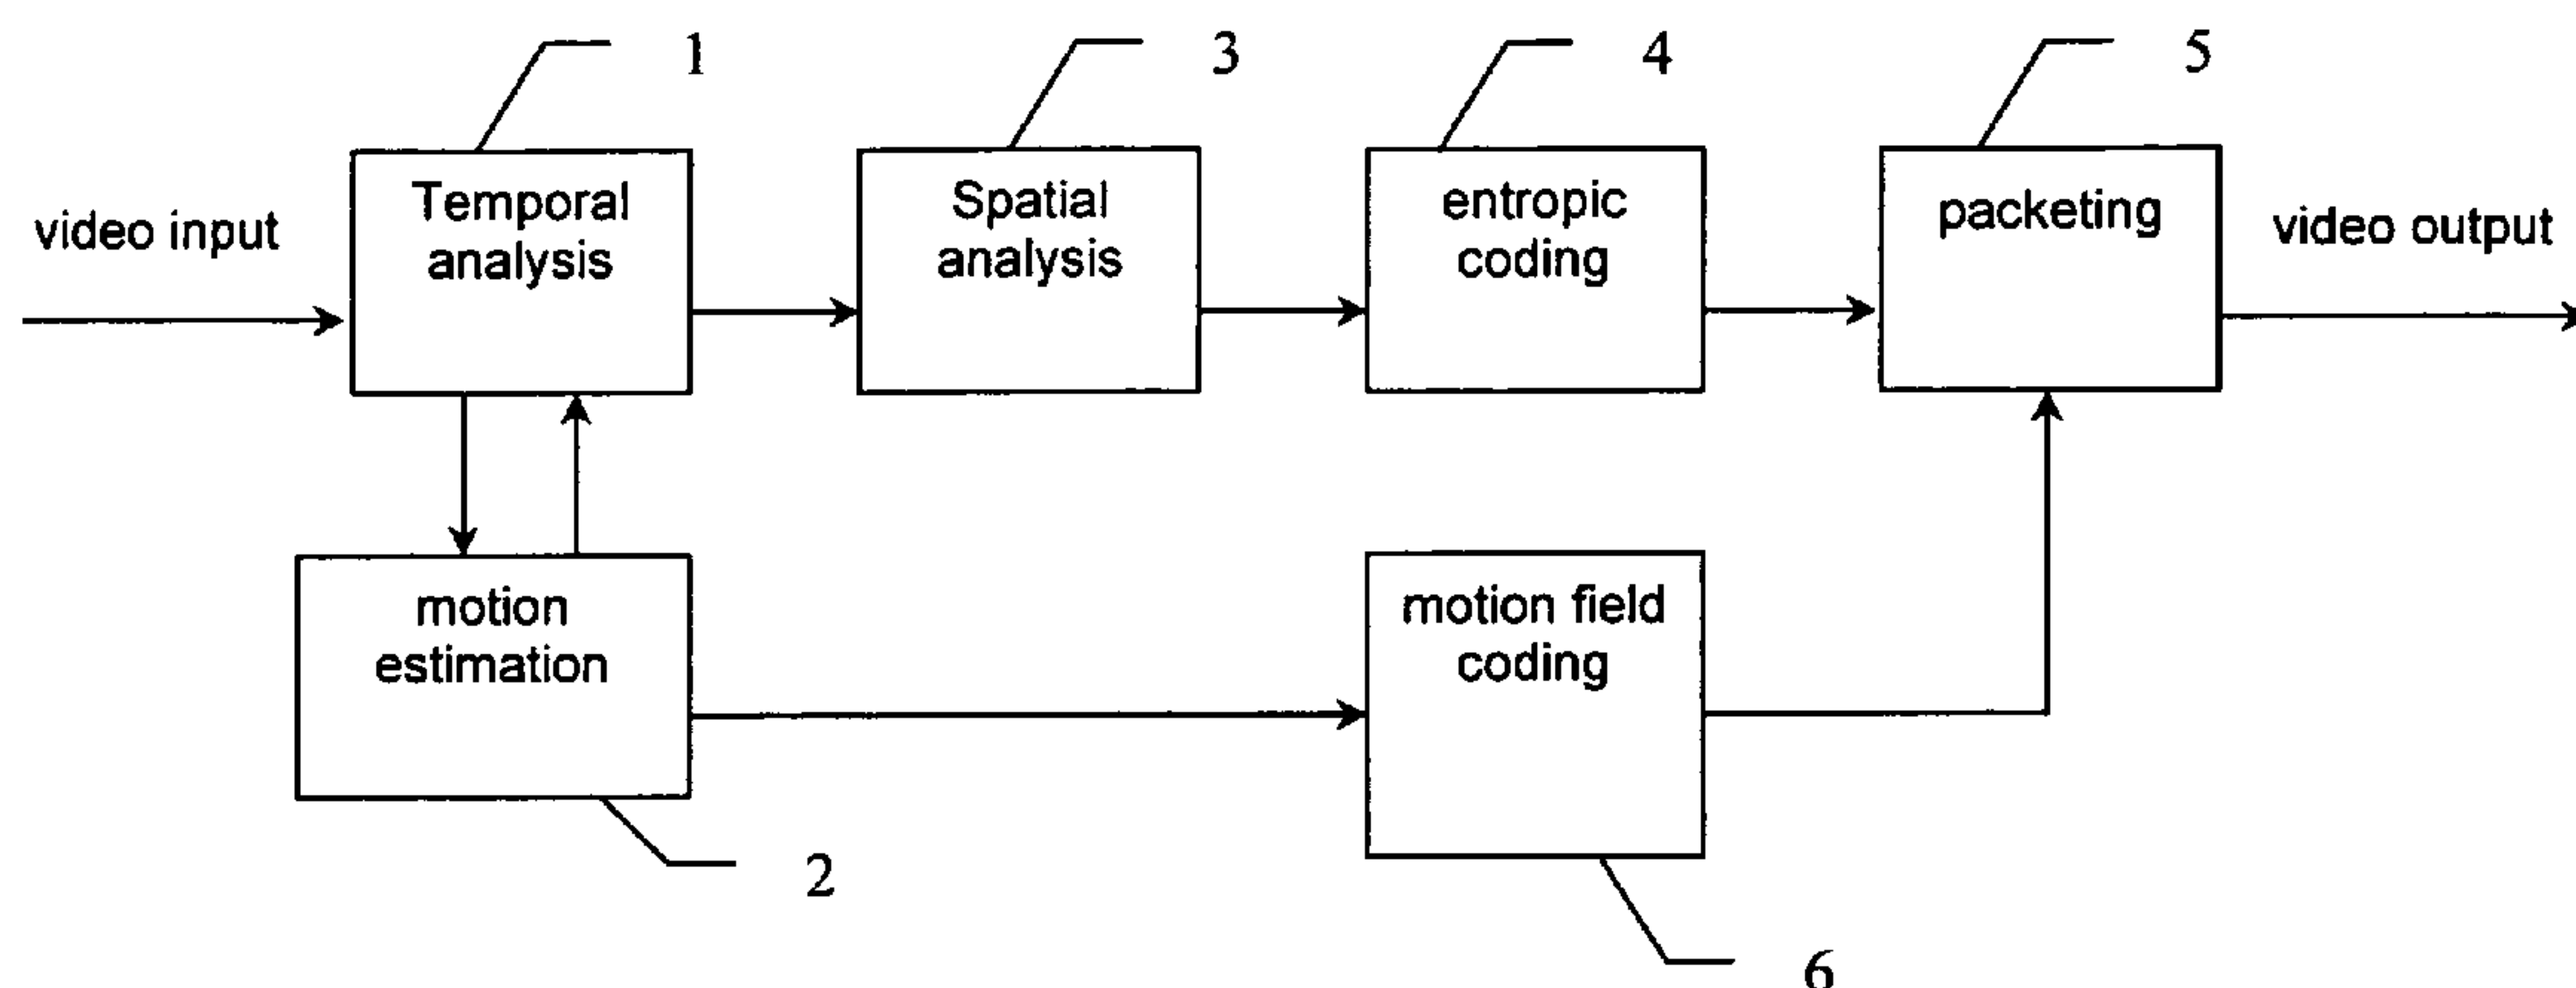 1
3
4
5
video input
Temporal
analysis
Spatial
analysis
entropic
coding
packeting
video output
motion
estimation
motion field
coding
2
6